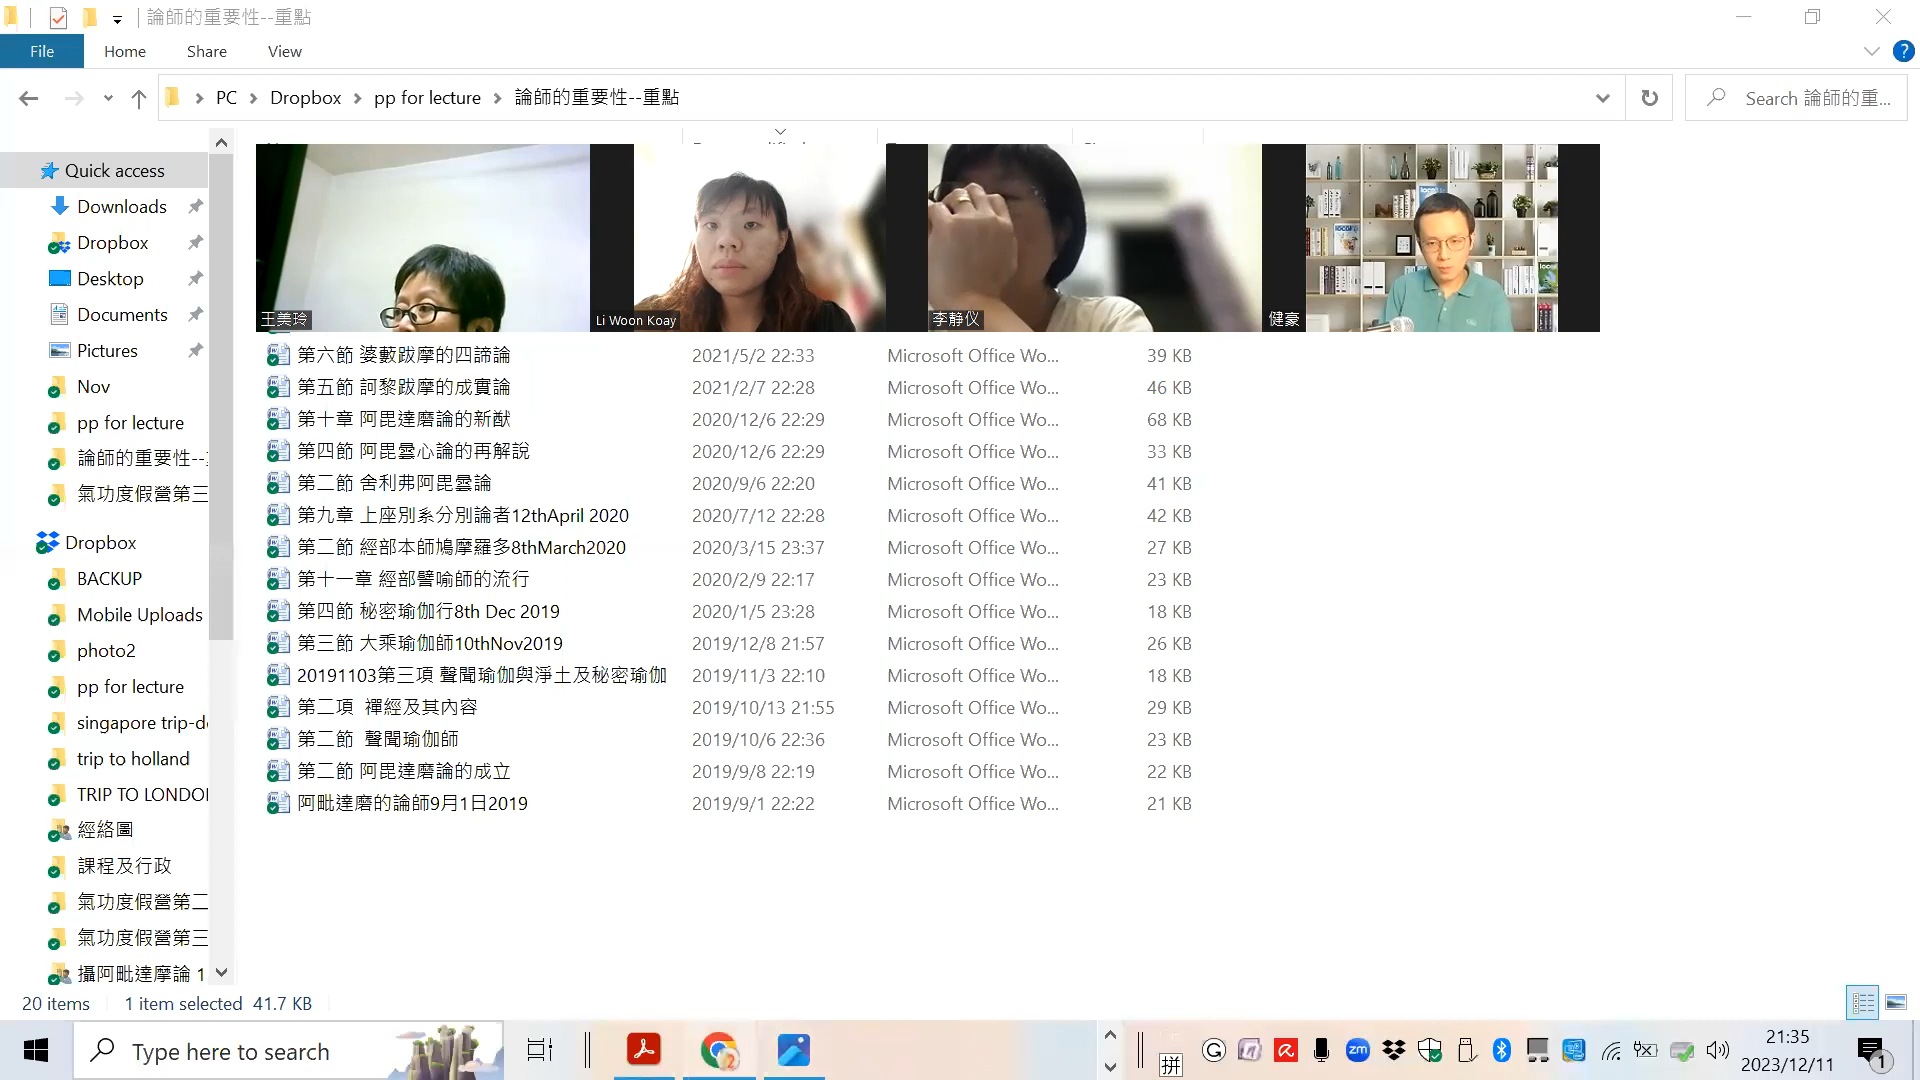 論師的重要性--重點
File Home Share View
PC Dropbox pp for lecture 論師的重要性--重點
Search 論師的重...
Quick access
Downloads
Dropbox
Desktop
Documents
Pictures
Nov
pp for lecture
論師的重要性--
氣功度假營第三
Dropbox
BACKUP
Mobile Uploads
photo2
pp for lecture
singapore trip-d
trip to holland
TRIP TO LONDO
經絡圖
課程及行政
氣功度假營第二
氣功度假營第三
攝阿毗達摩論 1
王美玲
Li Woon Koay
李静仪
健豪
第六節 婆藪跋摩的四諦論 2021/5/2 22:33 Microsoft Office Wo... 39 KB
第五節 訶黎跋摩的成實論 2021/2/7 22:28 Microsoft Office Wo... 46 KB
第十章 阿毘達磨論的新猷 2020/12/6 22:29 Microsoft Office Wo... 68 KB
第四節 阿毘曇心論的再解說 2020/12/6 22:29 Microsoft Office Wo... 33 KB
第二節 舍利弗阿毘曇論 2020/9/6 22:20 Microsoft Office Wo... 41 KB
第九章 上座別系分別論者12thApril 2020 2020/7/12 22:28 Microsoft Office Wo... 42 KB
第二節 經部本師鳩摩羅多8thMarch2020 2020/3/15 23:37 Microsoft Office Wo... 27 KB
第十一章 經部譬喻師的流行 2020/2/9 22:17 Microsoft Office Wo... 23 KB
第四節 秘密瑜伽行8th Dec 2019 2020/1/5 23:28 Microsoft Office Wo... 18 KB
第三節 大乘瑜伽師10thNov2019 2019/12/8 21:57 Microsoft Office Wo... 26 KB
20191103第三項 聲聞瑜伽與淨土及秘密瑜伽 2019/11/3 22:10 Microsoft Office Wo... 18 KB
第二項 禪經及其內容 2019/10/13 21:55 Microsoft Office Wo... 29 KB
第二節 聲聞瑜伽師 2019/10/6 22:36 Microsoft Office Wo... 23 KB
第二節 阿毘達磨論的成立 2019/9/8 22:19 Microsoft Office Wo... 22 KB
阿毗達磨的論師9月1日2019 2019/9/1 22:22 Microsoft Office Wo... 21 KB
20 items 1 item selected 41.7 KB
Type here to search
拼
zm
21:35
2023/12/11
1